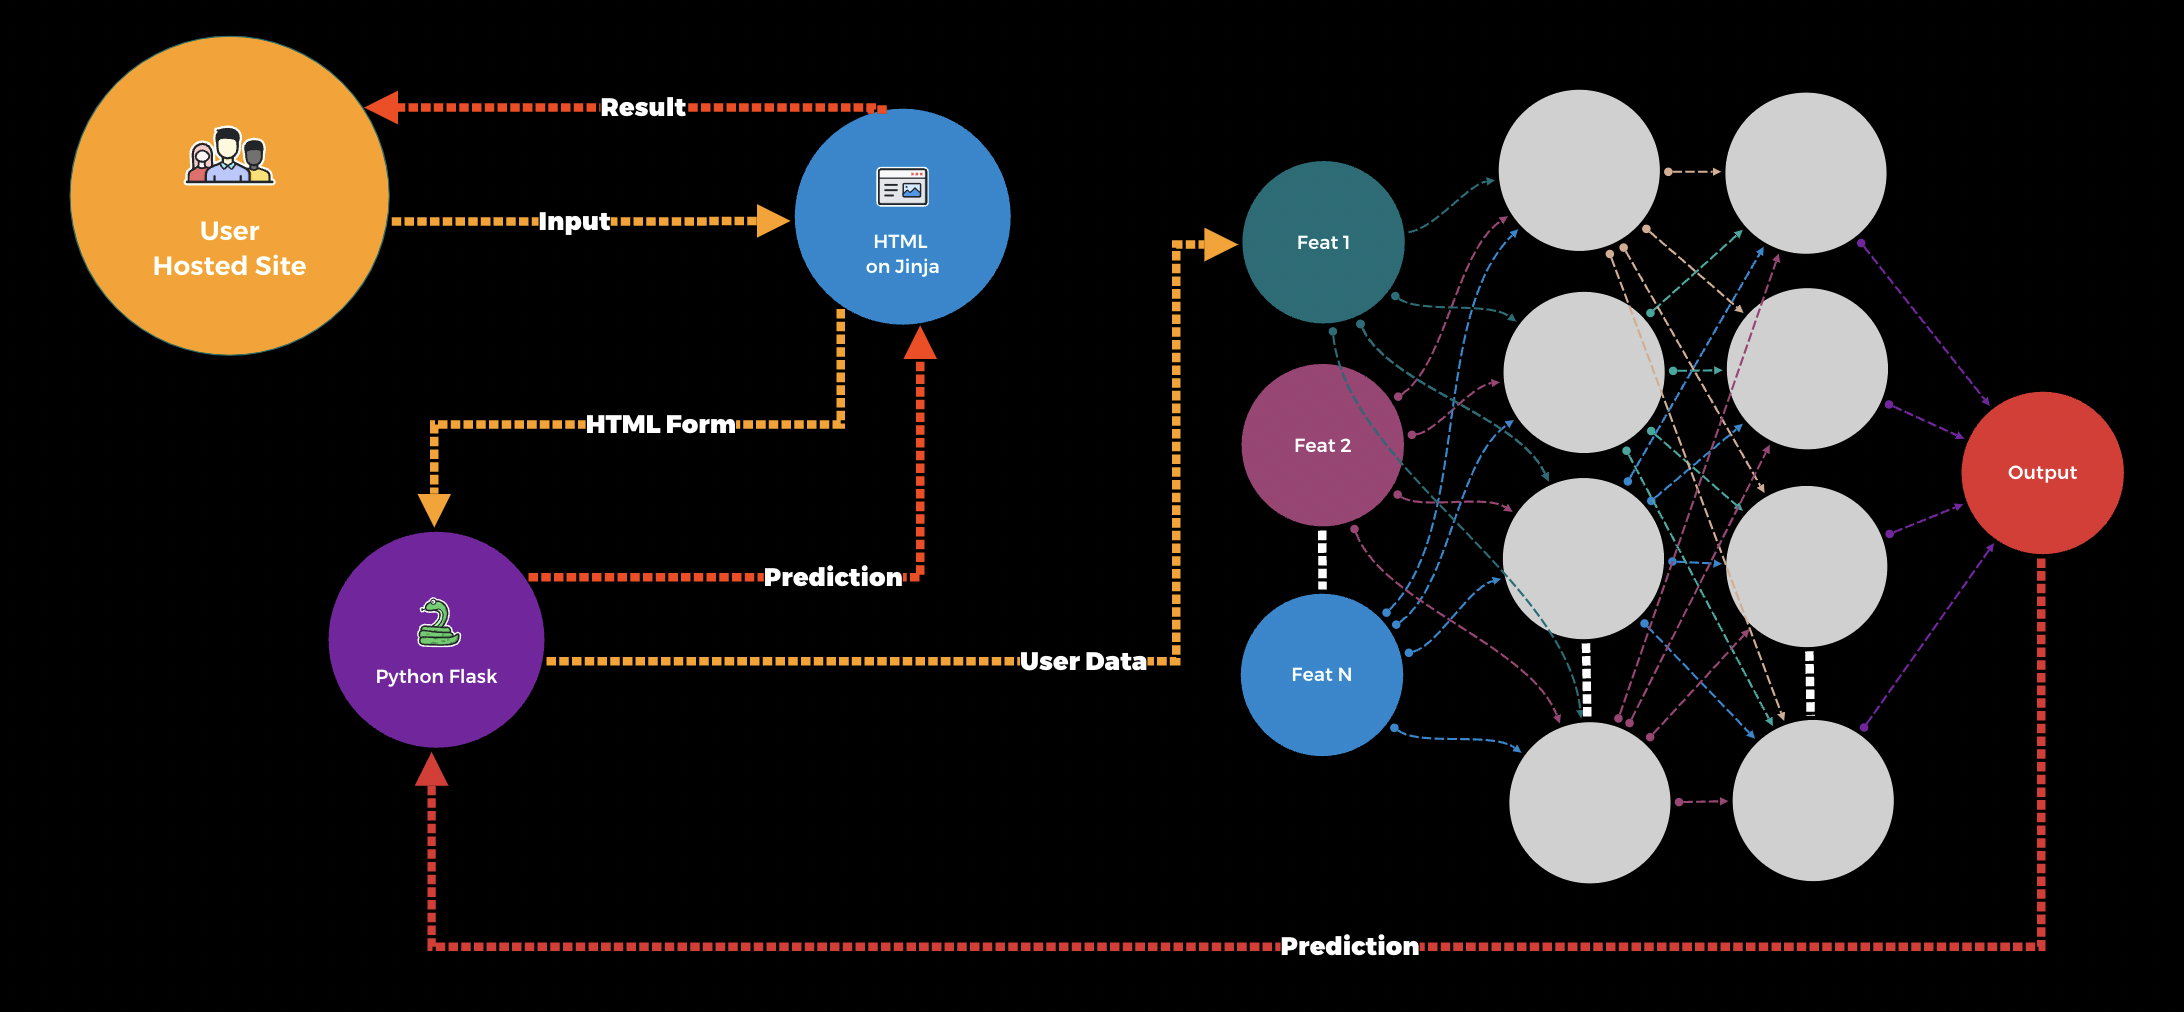 Result
User
Hosted Site
Input
HTML
on Jinja
HTML Form
Prediction
Python Flask
User Data
Feat 1
Feat 2
Feat N
Output
Prediction